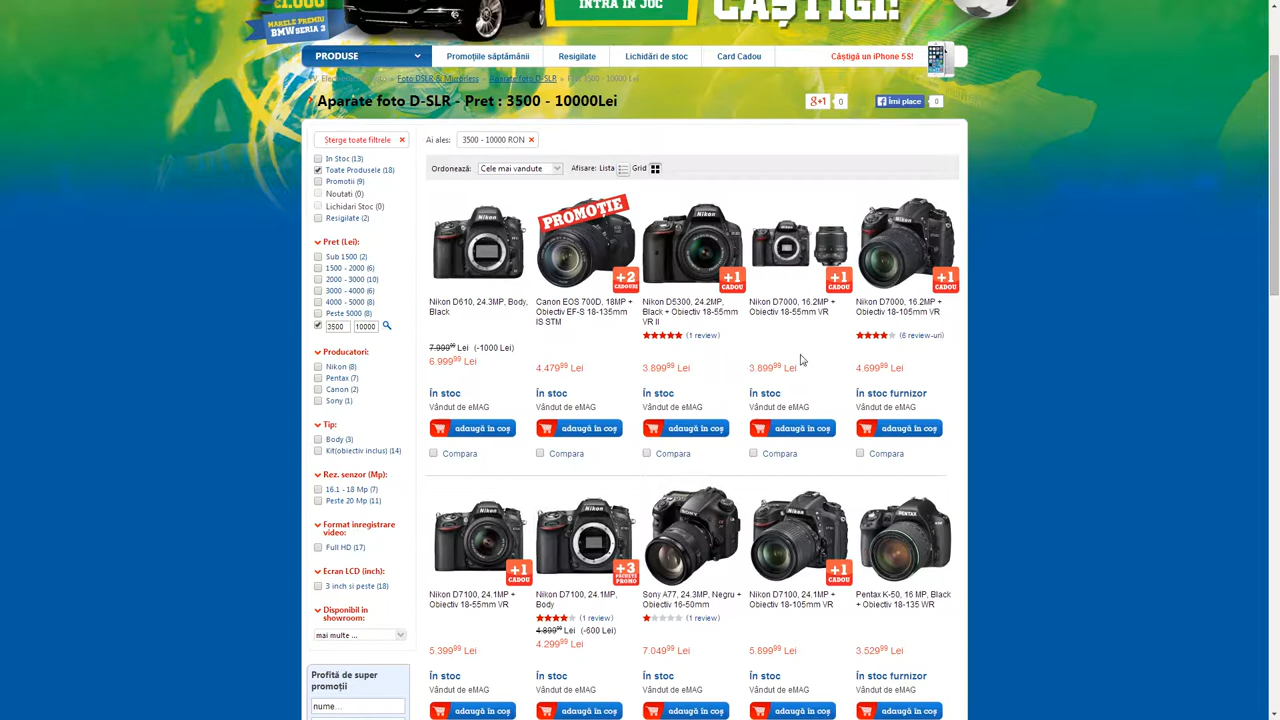 €1.000
MARELE PREMIU
BMW SERIA 3
INTRĂ ÎN JOC
CÂȘTIGI!
PRODUSE
Promoțiile săptămânii
Resigilate
Lichidări de stoc
Card Cadou
Câștigă un iPhone 5S!
TV, Foto DSLR & Mirrorless » Aparate foto D-SLR » Pret 3500 - 10000 Lei
Aparate foto D-SLR - Pret : 3500 - 10000Lei
g+1 0
Îmi place 0
Sterge toate filtrele ×
Ai ales: 3500 - 10000 RON ×
In Stoc (13)
Toate Produsele (18)
Promotii (9)
Noutati (0)
Lichidari Stoc (0)
Resigilate (2)
Pret (Lei):
Sub 1500 (2)
1500 - 2000 (6)
2000 - 3000 (10)
3000 - 4000 (6)
4000 - 5000 (8)
Peste 5000 (8)
3500 10000
Producatori:
Nikon (8)
Pentax (7)
Canon (2)
Sony (1)
Tip:
Body (3)
Kit(obiectiv inclus) (14)
Rez. senzor (Mp):
16.1 - 18 Mp (7)
Peste 20 Mp (11)
Format inregistrare
video:
Full HD (17)
Ecran LCD (inch):
3 inch si peste (18)
Disponibil in
showroom:
mai multe ...
Profită de super
promoții
nume...
Ordonează: Cele mai vandute
Afisare: Lista Grid
Nikon D610, 24.3MP, Body,
Black
7.999⁹⁹ Lei (-1000 Lei)
6.999⁹⁹ Lei
În stoc
Vândut de eMAG
adaugă în coș
Compara
PROMOȚIE
+2
CADOURI
Canon EOS 700D, 18MP +
Obiectiv EF-S 18-135mm
IS STM
4.479⁹⁹ Lei
În stoc
Vândut de eMAG
adaugă în coș
Compara
+1
CADOU
Nikon D5300, 24.2MP,
Black + Obiectiv 18-55mm
VR II
(1 review)
3.899⁹⁹ Lei
În stoc
Vândut de eMAG
adaugă în coș
Compara
+1
CADOU
Nikon D7000, 16.2MP +
Obiectiv 18-55mm VR
3.899⁹⁹ Lei
În stoc
Vândut de eMAG
adaugă în coș
Compara
+1
CADOU
Nikon D7000, 16.2MP +
Obiectiv 18-105mm VR
(6 review-uri)
4.699⁹⁹ Lei
În stoc furnizor
Vândut de eMAG
adaugă în coș
Compara
+1
CADOU
Nikon D7100, 24.1MP +
Obiectiv 18-55mm VR
5.399⁹⁹ Lei
În stoc
Vândut de eMAG
adaugă în coș
+3
PACHETE
PROMO
Nikon D7100, 24.1MP,
Body
(1 review)
4.899⁹⁹ Lei (-600 Lei)
4.299⁹⁹ Lei
În stoc
Vândut de eMAG
adaugă în coș
Sony A77, 24.3MP, Negru +
Obiectiv 16-50mm
(1 review)
7.049⁹⁹ Lei
În stoc
Vândut de eMAG
adaugă în coș
+1
CADOU
Nikon D7100, 24.1MP +
Obiectiv 18-105mm VR
5.899⁹⁹ Lei
În stoc
Vândut de eMAG
adaugă în coș
Pentax K-50, 16 MP, Black
+ Obiectiv 18-135 WR
3.529⁹⁹ Lei
În stoc furnizor
Vândut de eMAG
adaugă în coș